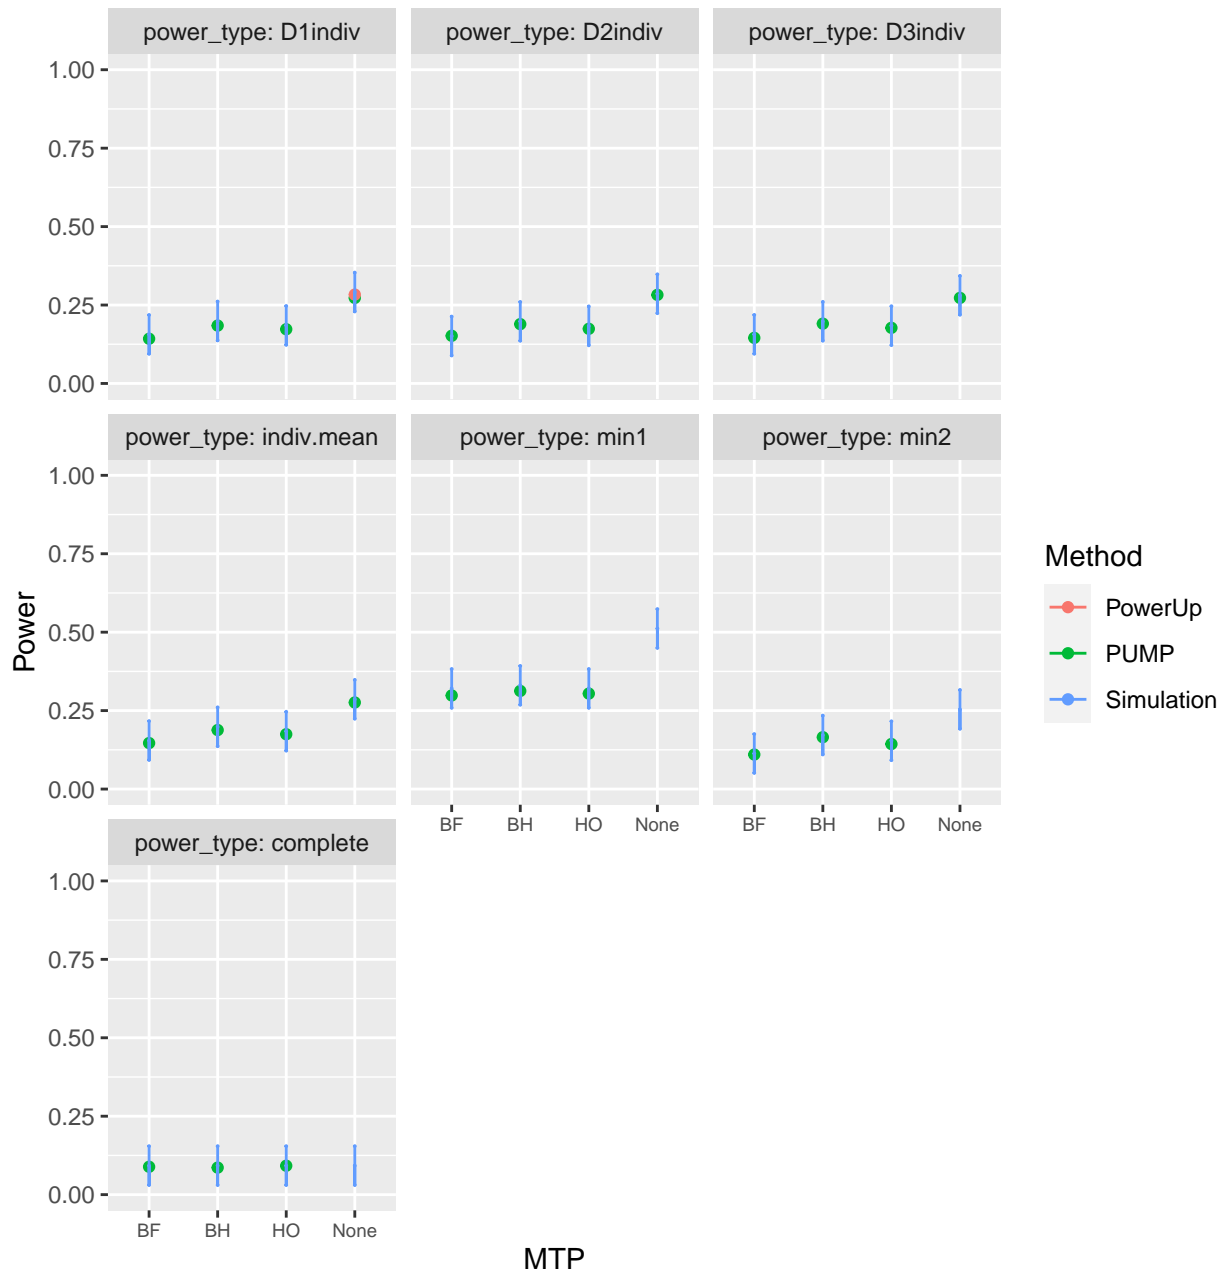 power_type: D1indiv
power_type: D2indiv
power_type: D3indiv
1.00
0.75
0.50
0.25
0.00
power_type: indiv.mean
power_type: min1
power_type: min2
1.00
0.75
0.50
0.25
0.00
BF BH HO None
BF BH HO None
power_type: complete
1.00
0.75
0.50
0.25
0.00
BF BH HO None
MTP
Power
Method
PowerUp
PUMP
Simulation